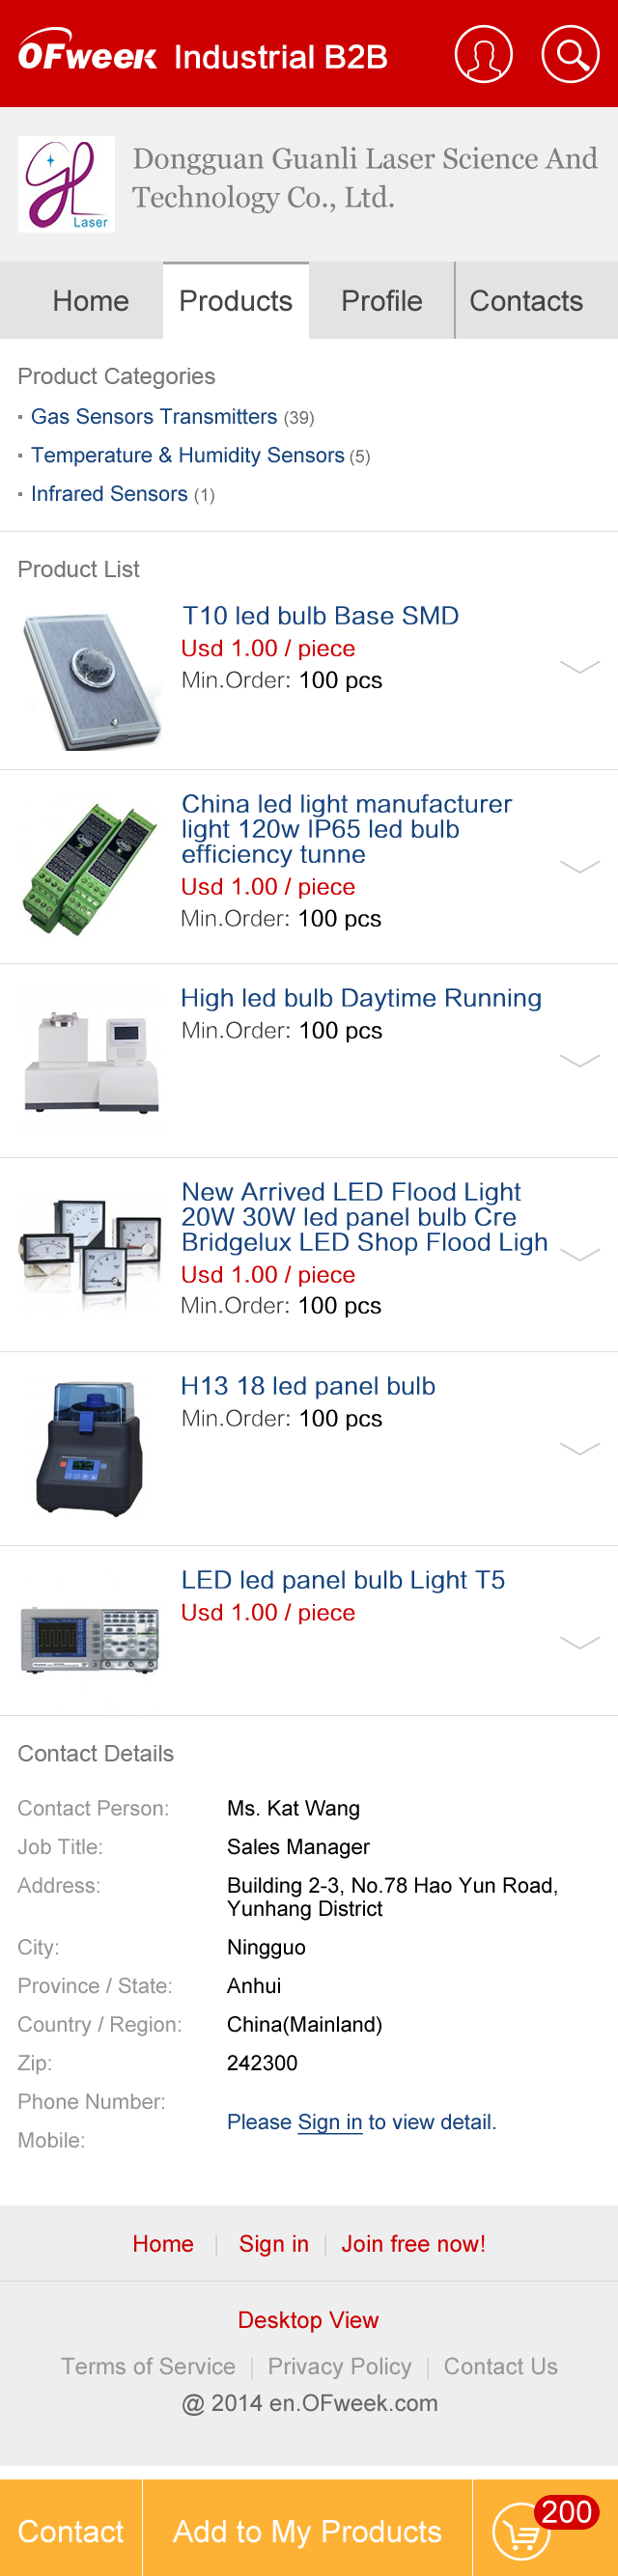 OFweek Industrial B2B
gl Laser
Dongguan Guanli Laser Science And
Technology Co., Ltd.
Home Products Profile Contacts
Product Categories
Gas Sensors Transmitters (39)
Temperature & Humidity Sensors (5)
Infrared Sensors (1)
Product List
T10 led bulb Base SMD
Usd 1.00 / piece
Min.Order: 100 pcs
China led light manufacturer
light 120w IP65 led bulb
efficiency tunne
Usd 1.00 / piece
Min.Order: 100 pcs
High led bulb Daytime Running
Min.Order: 100 pcs
New Arrived LED Flood Light
20W 30W led panel bulb Cre
Bridgelux LED Shop Flood Ligh
Usd 1.00 / piece
Min.Order: 100 pcs
H13 18 led panel bulb
Min.Order: 100 pcs
LED led panel bulb Light T5
Usd 1.00 / piece
Contact Details
Contact Person: Ms. Kat Wang
Job Title: Sales Manager
Address: Building 2-3, No.78 Hao Yun Road,
Yunhang District
City: Ningguo
Province / State: Anhui
Country / Region: China(Mainland)
Zip: 242300
Phone Number:
Please Sign in to view detail.
Mobile:
Home | Sign in | Join free now!
Desktop View
Terms of Service | Privacy Policy | Contact Us
@ 2014 en.OFweek.com
Contact Add to My Products 200